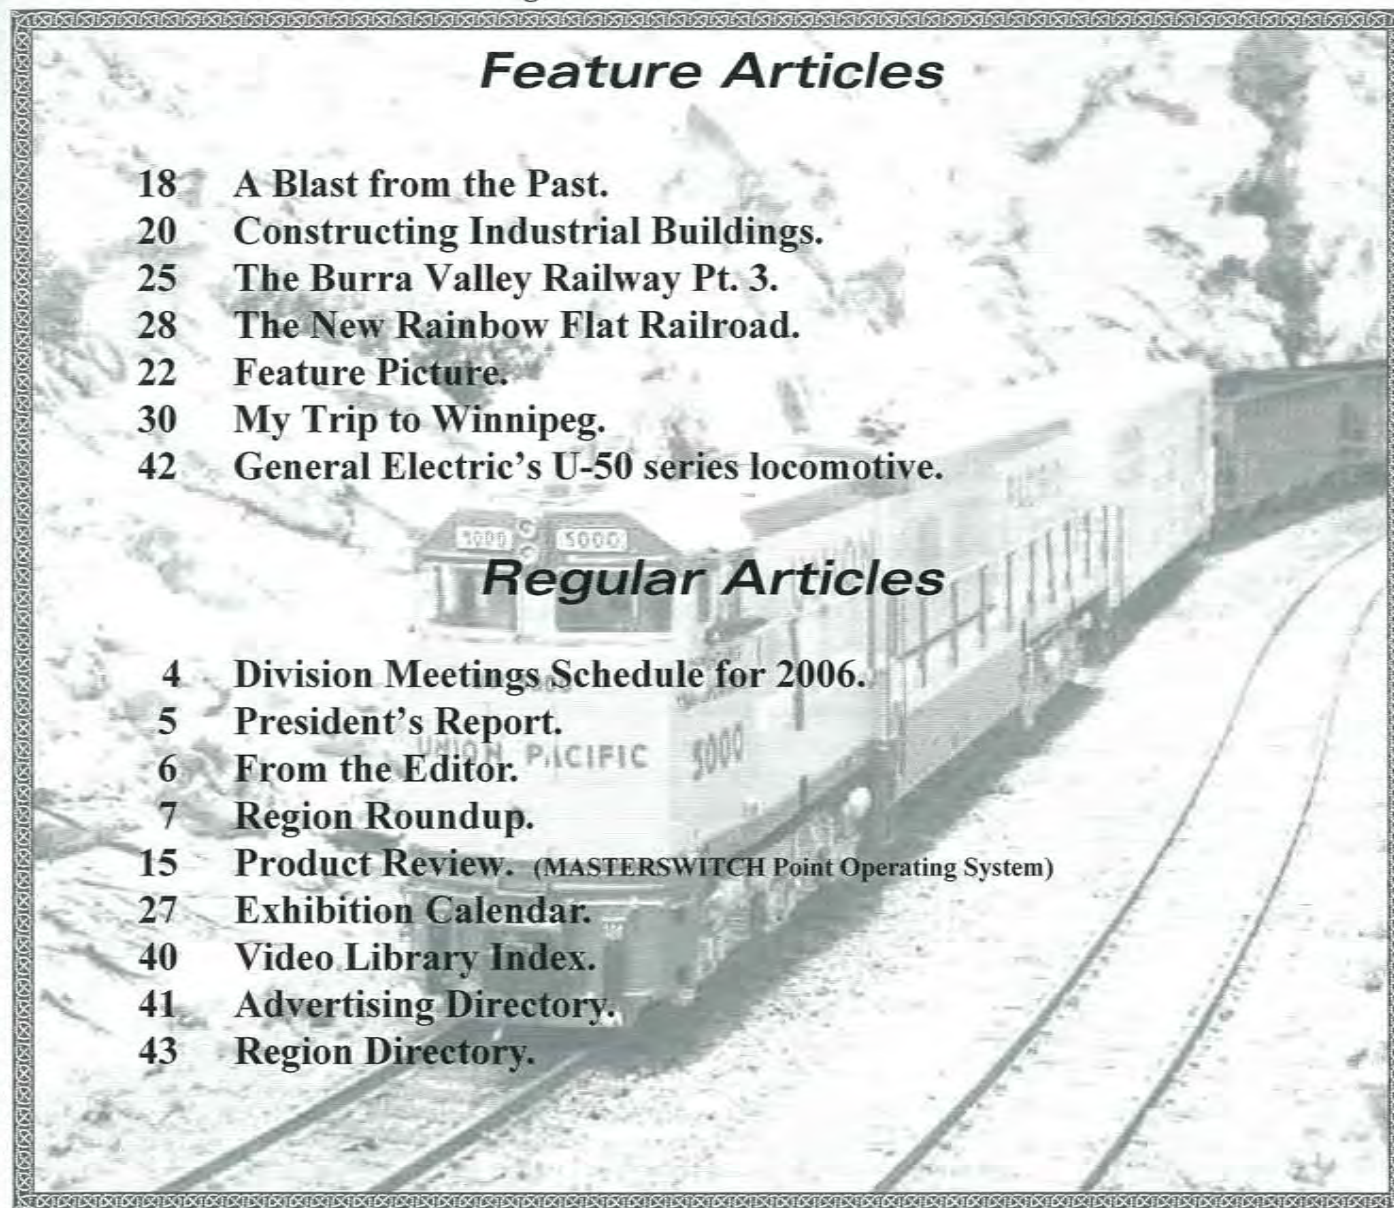 Feature Articles
18 A Blast from the Past.
20 Constructing Industrial Buildings.
25 The Burra Valley Railway Pt. 3.
28 The New Rainbow Flat Railroad.
22 Feature Picture.
30 My Trip to Winnipeg.
42 General Electric's U-50 series locomotive.
5000 5000
Regular Articles
4 Division Meetings Schedule for 2006.
5 President's Report.
UNION PACIFIC 5000
6 From the Editor.
7 Region Roundup.
15 Product Review. (MASTERSWITCH Point Operating System)
27 Exhibition Calendar.
40 Video Library Index.
41 Advertising Directory.
43 Region Directory.